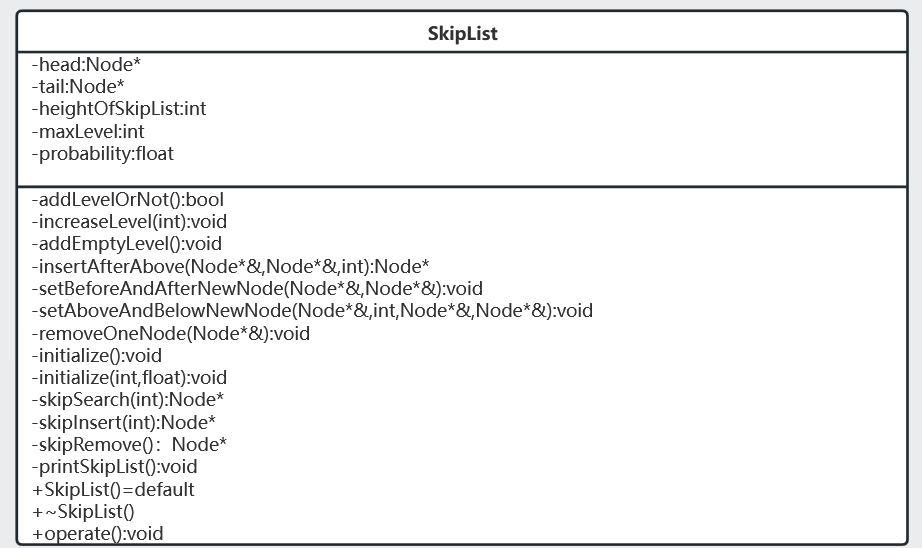 SkipList
-head:Node*
-tail:Node*
-heightOfSkipList:int
-maxLevel:int
-probability:float
-addLevelOrNot():bool
-increaseLevel(int):void
-addEmptyLevel():void
-insertAfterAbove(Node*&,Node*&,int):Node*
-setBeforeAndAfterNewNode(Node*&,Node*&):void
-setAboveAndBelowNewNode(Node*&,int,Node*&,Node*&):void
-removeOneNode(Node*&):void
-initialize():void
-initialize(int,float):void
-skipSearch(int):Node*
-skipInsert(int):Node*
-skipRemove()：Node*
-printSkipList():void
+SkipList()=default
+~SkipList()
+operate():void